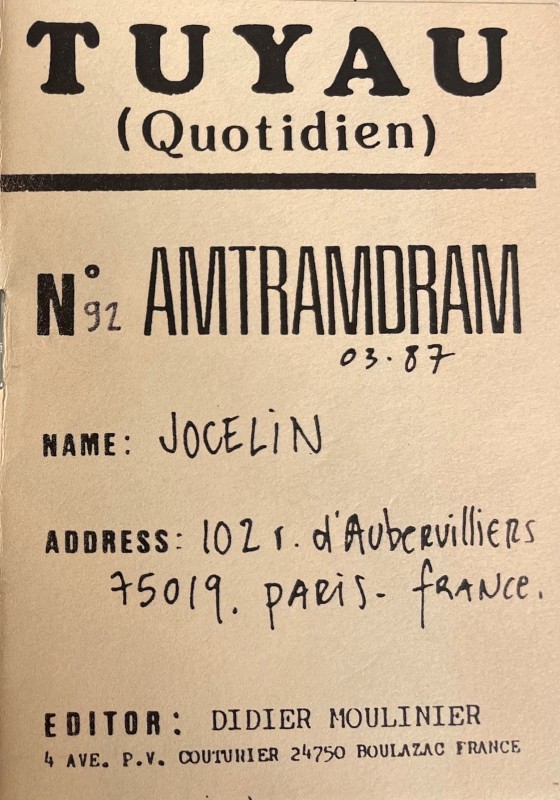 TUYAU
(Quotidien)
N° 92 AMTRAMDRAM
03.87
NAME: JOCELIN
ADDRESS: 102 r. d'Aubervilliers
75019. PARIS - FRANCE.
EDITOR: DIDIER MOULINIER
4 AVE. P.V. COUTURIER 24750 BOULAZAC FRANCE